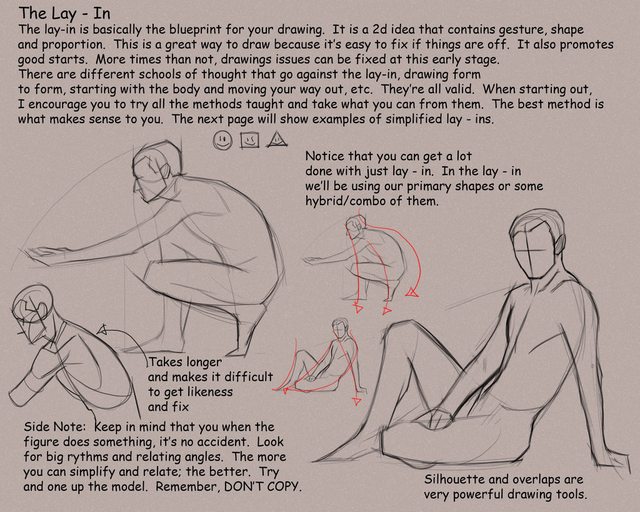 The Lay - In
The lay-in is basically the blueprint for your drawing.  It is a 2d idea that contains gesture, shape
and proportion.  This is a great way to draw because it's easy to fix if things are off.  It also promotes
good starts.  More times than not, drawings issues can be fixed at this early stage.
There are different schools of thought that go against the lay-in, drawing form
to form, starting with the body and moving your way out, etc.  They're all valid.  When starting out,
I encourage you to try all the methods taught and take what you can from them.  The best method is
what makes sense to you.  The next page will show examples of simplified lay - ins.
Notice that you can get a lot
done with just lay - in.  In the lay - in
we'll be using our primary shapes or some
hybrid/combo of them.
Takes longer
and makes it difficult
to get likeness
and fix
Side Note:  Keep in mind that you when the
figure does something, it's no accident.  Look
for big rythms and relating angles.  The more
you can simplify and relate; the better.  Try
and one up the model.  Remember, DON'T COPY.
Silhouette and overlaps are
very powerful drawing tools.